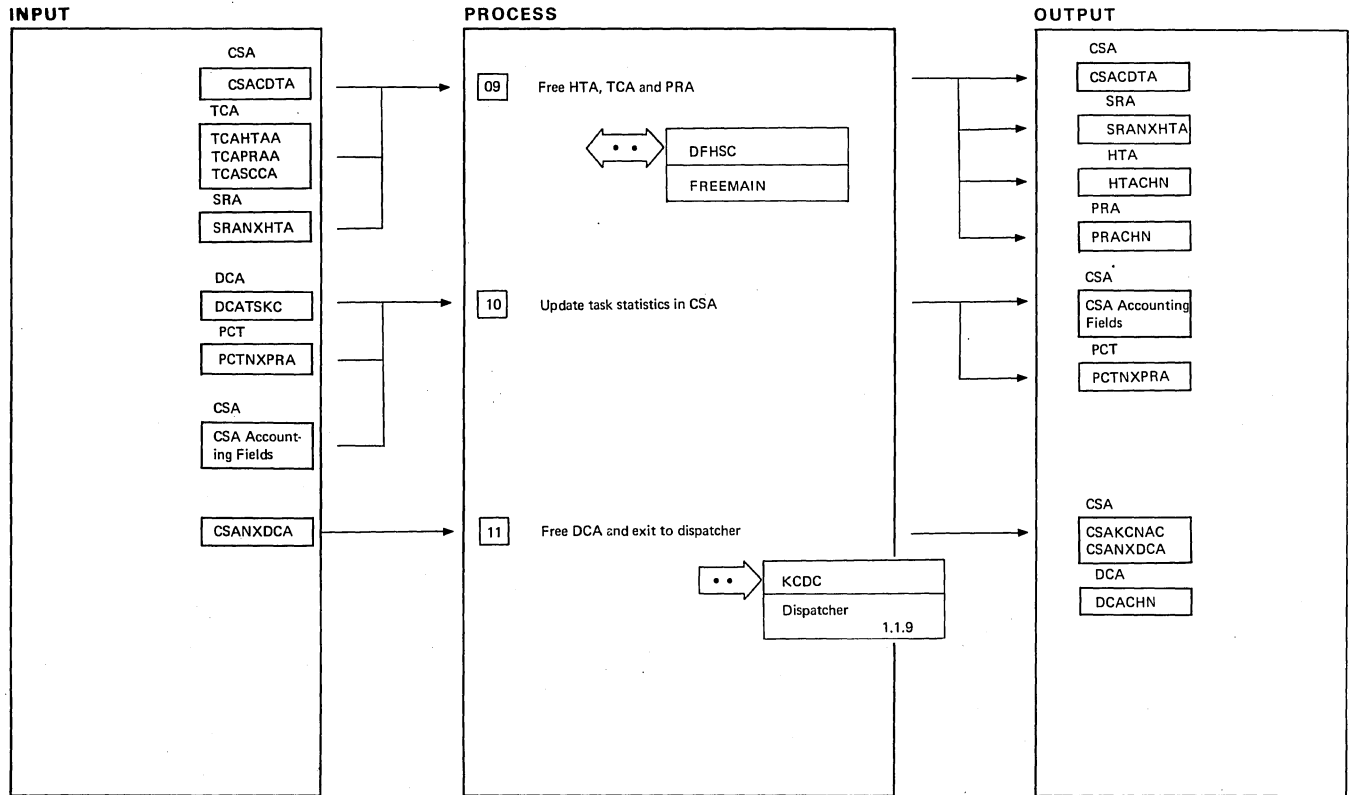 INPUT
CSA
CSACDTA
TCA
TCAHTAA
TCAPRAA
TCASCCA
SRA
SRANXHTA
DCA
DCATSKC
PCT
PCTNXPRA
CSA
CSA Account-
ing Fields
CSANXDCA
PROCESS
09 Free HTA, TCA and PRA
DFHSC
FREEMAIN
10 Update task statistics in CSA
11 Free DCA and exit to dispatcher
KCDC
Dispatcher
1.1.9
OUTPUT
CSA
CSACDTA
SRA
SRANXHTA
HTA
HTACHN
PRA
PRACHN
CSA
CSA Accounting
Fields
PCT
PCTNXPRA
CSA
CSAKCNAC
CSANXDCA
DCA
DCACHN